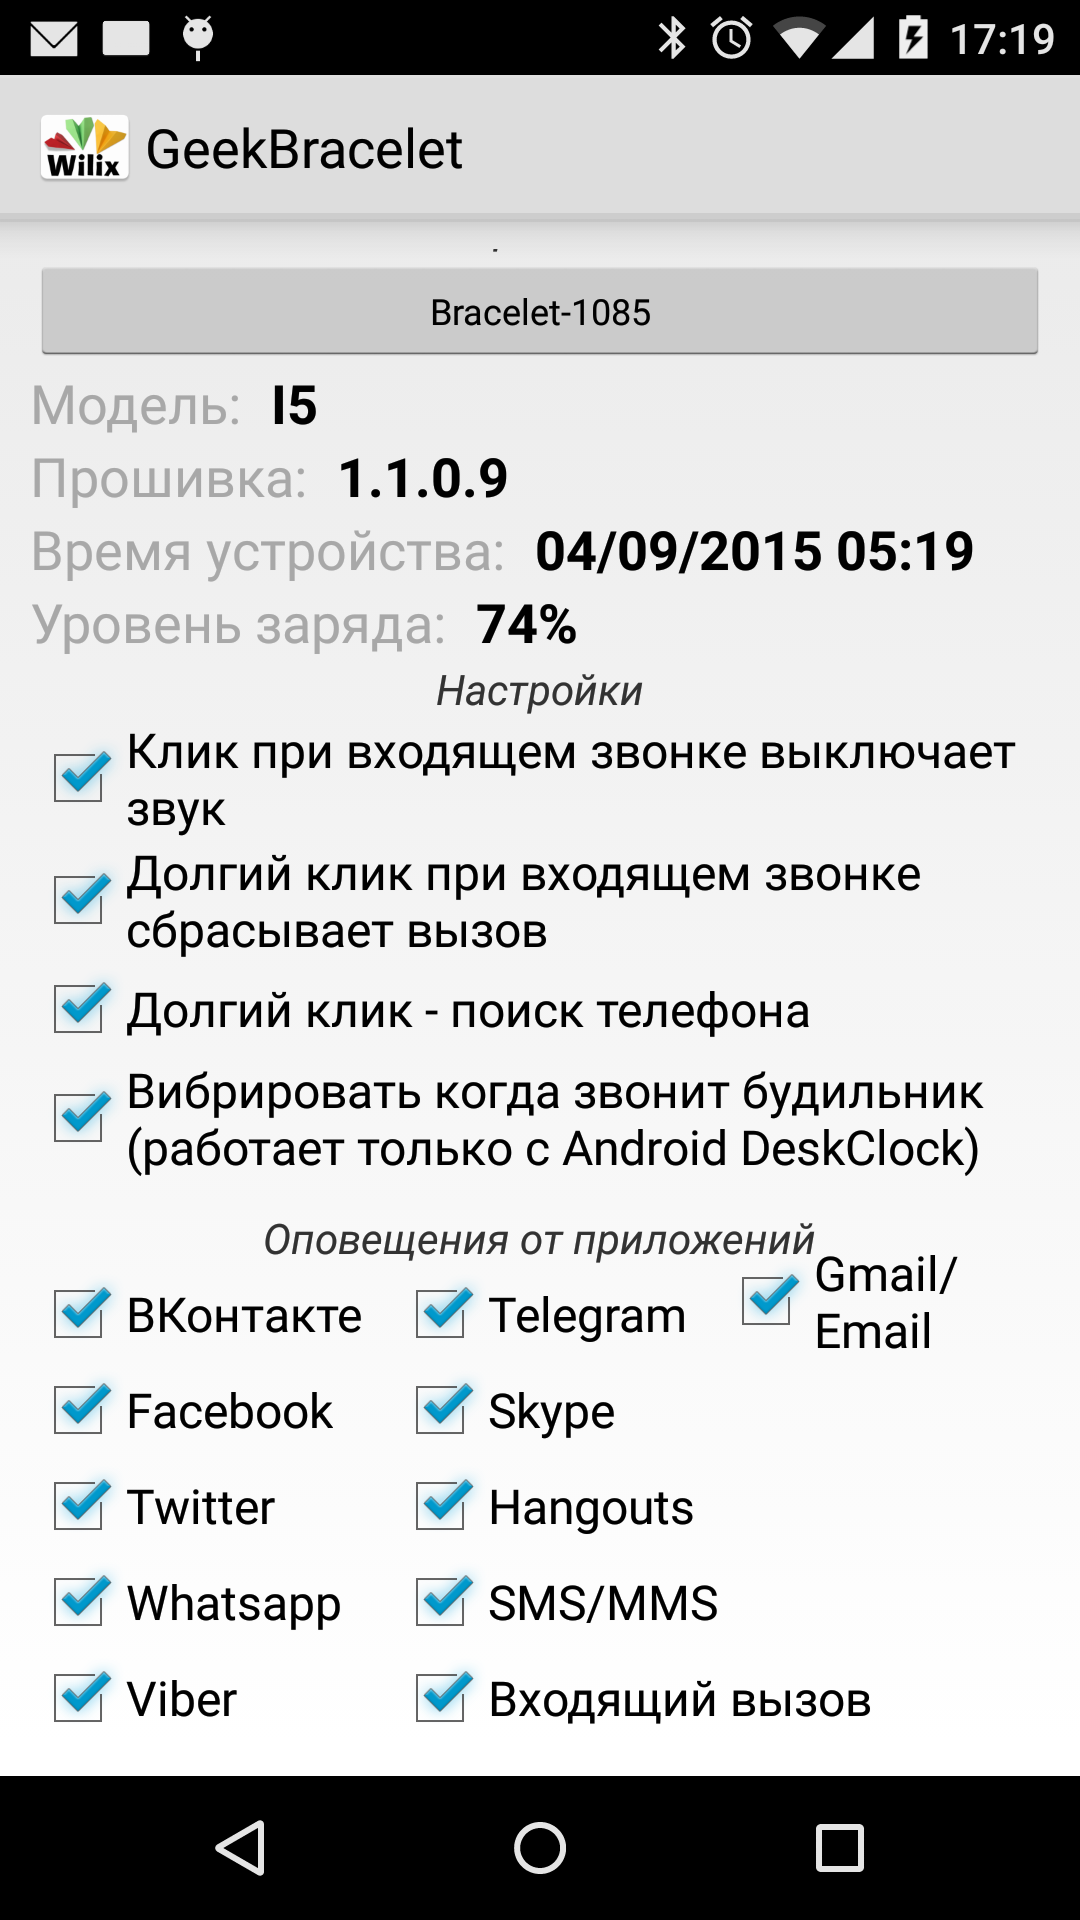 17:19
Wilix GeekBracelet
Bracelet-1085
Модель: I5
Прошивка: 1.1.0.9
Время устройства: 04/09/2015 05:19
Уровень заряда: 74%
Настройки
Клик при входящем звонке выключает
звук
Долгий клик при входящем звонке
сбрасывает вызов
Долгий клик - поиск телефона
Вибрировать когда звонит будильник
(работает только с Android DeskClock)
Оповещения от приложений
ВКонтакте Telegram Gmail/
Email
Facebook Skype
Twitter Hangouts
Whatsapp SMS/MMS
Viber Входящий вызов